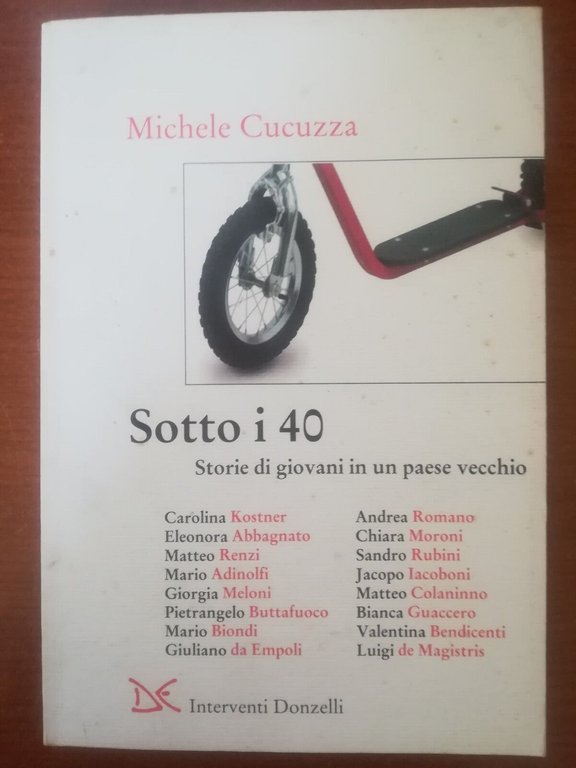 Michele Cucuzza
Sotto i 40
Storie di giovani in un paese vecchio
Carolina Kostner
Eleonora Abbagnato
Matteo Renzi
Mario Adinolfi
Giorgia Meloni
Pietrangelo Buttafuoco
Mario Biondi
Giuliano da Empoli
Andrea Romano
Chiara Moroni
Sandro Rubini
Jacopo Iacoboni
Matteo Colaninno
Bianca Guaccero
Valentina Bendicenti
Luigi de Magistris
DE Interventi Donzelli